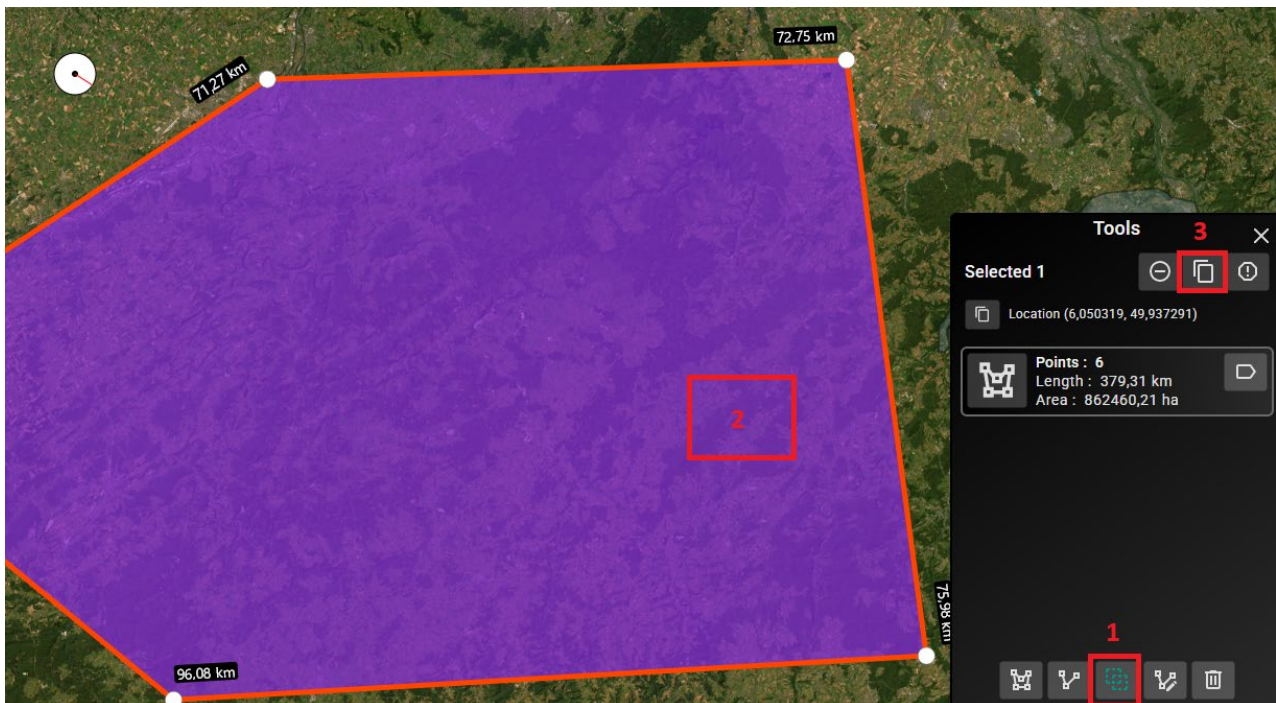 72,75 km
71,27 km
Tools
3
Selected 1
Location (6,050319, 49,937291)
Points : 6
Length : 379,31 km
Area : 862460,21 ha
2
75,98 km
1
96,08 km